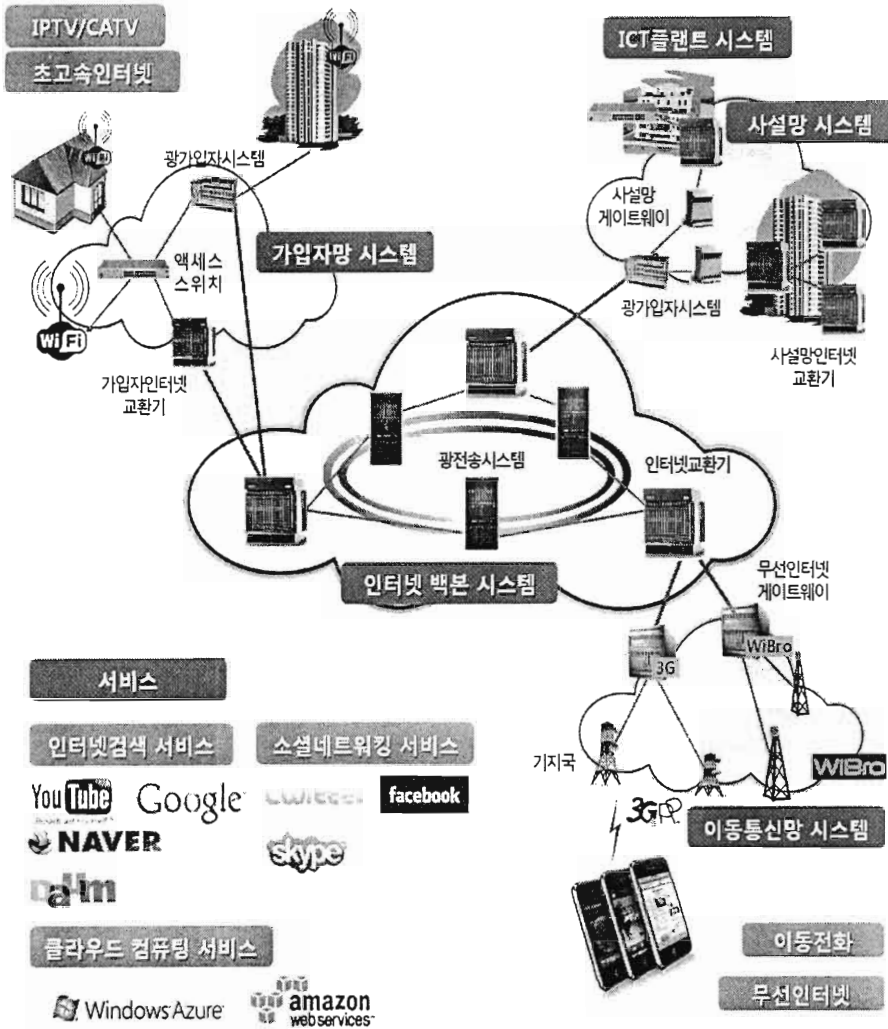 IPTV/CATV
초고속인터넷
ICT플랜트 시스템
사설망 시스템
WiFi
WiFi
광가입자시스템
사설망
게이트웨이
가입자망 시스템
액세스
스위치
광가입자시스템
WiFi
사설망인터넷
교환기
가입자인터넷
교환기
광전송시스템
인터넷교환기
인터넷 백본 시스템
무선인터넷
게이트웨이
3G
WiBro
서비스
인터넷검색 서비스
소셜네트워킹 서비스
기지국
WiBro
YouTube
Google
twitter
facebook
3GPP
이동통신망 시스템
NAVER
skype
Daum
클라우드 컴퓨팅 서비스
이동전화
무선인터넷
Windows Azure
amazon
webservices